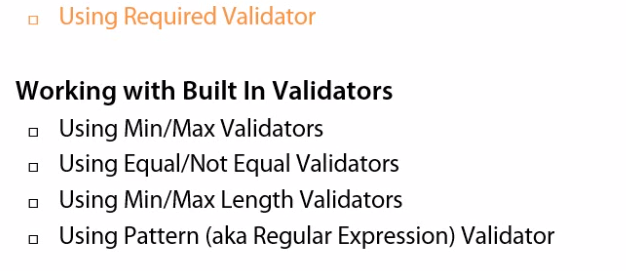 Using Required Validator
Working with Built In Validators
Using Min/Max Validators
Using Equal/Not Equal Validators
Using Min/Max Length Validators
Using Pattern (aka Regular Expression) Validator